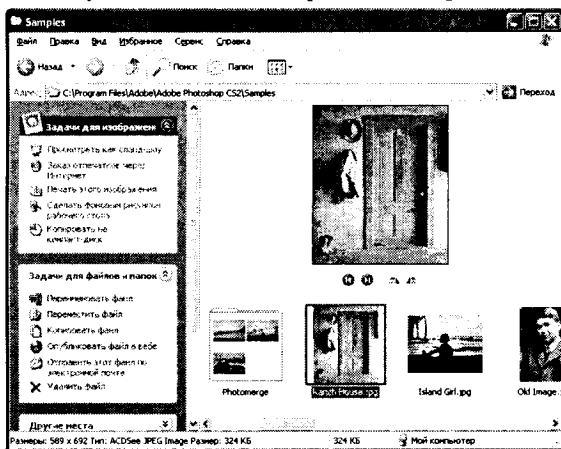 Samples
Файл Правка Вид Избранное Сервис Справка
Назад Поиск Папки
Адрес: C:\Program Files\Adobe\Adobe Photoshop CS2\Samples Переход
Задачи для изображен
Просмотреть как слайд-шоу
Заказ отпечатков через
Интернет
Печать этого изображения
Сделать фоновым рисунком
рабочего стола
Копировать на
компакт-диск
Задачи для файлов и папок
Переименовать файл
Переместить файл
Копировать файл
Опубликовать файл в вебе
Отправить этот файл по
электронной почте
Удалить файл
Другие места
Photomerge
Ranch House.jpg
Island Girl.jpg
Old Image.
Размеры: 589 x 692 Тип: ACDSee JPEG Image Размер: 324 КБ 324 КБ Мой компьютер